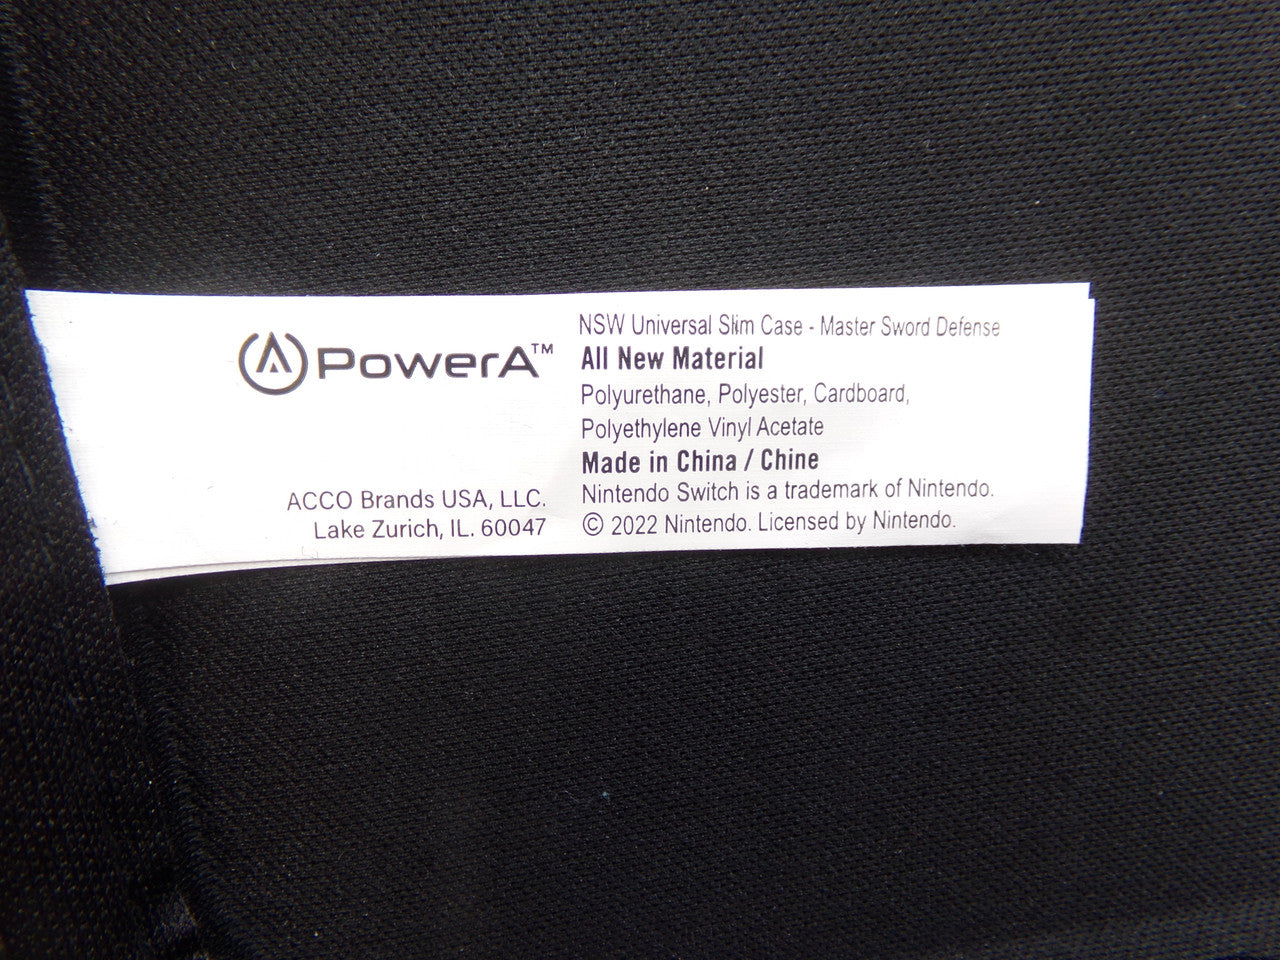 PowerA™
ACCO Brands USA, LLC.
Lake Zurich, IL. 60047
NSW Universal Slim Case - Master Sword Defense
All New Material
Polyurethane, Polyester, Cardboard,
Polyethylene Vinyl Acetate
Made in China / Chine
Nintendo Switch is a trademark of Nintendo.
© 2022 Nintendo. Licensed by Nintendo.